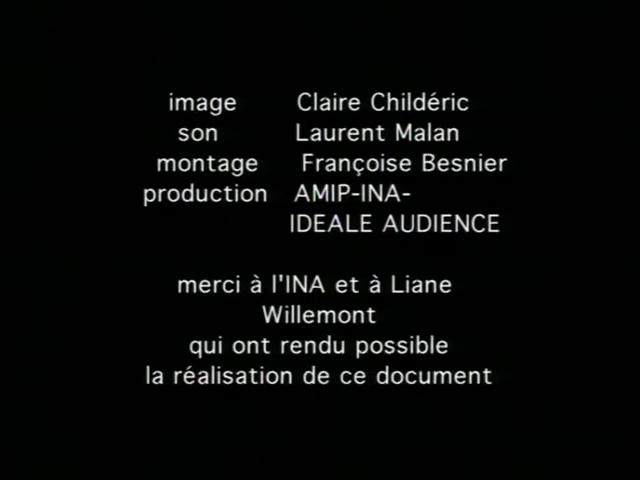 image Claire Childéric
son Laurent Malan
montage Françoise Besnier
production AMIP-INA-
IDEALE AUDIENCE
merci à l'INA et à Liane
Willemont
qui ont rendu possible
la réalisation de ce document